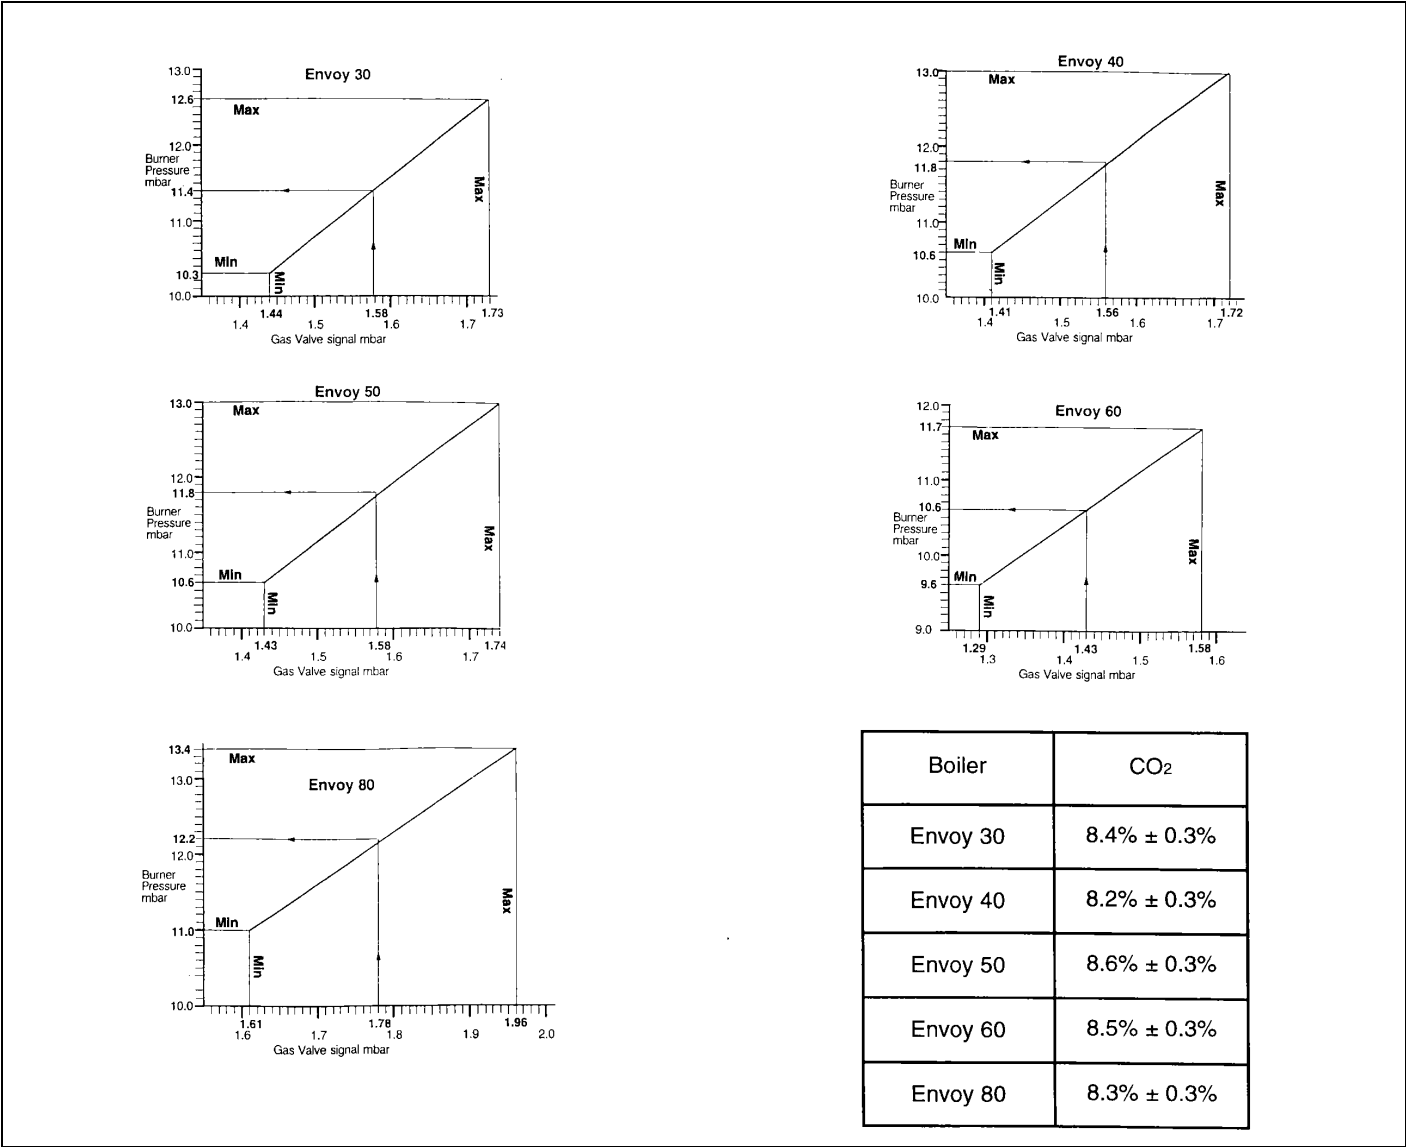 Envoy 30
13.0
12.6
Max
12.0
Burner
Pressure
mbar
11.4
Max
11.0
Min
10.3
Min
10.0
1.44 1.58 1.73
1.4 1.5 1.6 1.7
Gas Valve signal mbar
Envoy 40
13.0
Max
12.0
11.8
Burner
Pressure
mbar
Max
11.0
Min
10.6
Min
10.0
1.41 1.56 1.72
1.4 1.5 1.6 1.7
Gas Valve signal mbar
Envoy 50
13.0
Max
12.0
11.8
Burner
Pressure
mbar
Max
11.0
Min
10.6
Min
10.0
1.43 1.58 1.74
1.4 1.5 1.6 1.7
Gas Valve signal mbar
Envoy 60
12.0
11.7
Max
11.0
10.6
Burner
Pressure
mbar
Max
10.0
Min
9.6
Min
9.0
1.29 1.43 1.58
1.3 1.4 1.5 1.6
Gas Valve signal mbar
13.4
Max
13.0
Envoy 80
12.2
12.0
Burner
Pressure
mbar
Max
Min
11.0
Min
10.0
1.61 1.78 1.96
1.6 1.7 1.8 1.9 2.0
Gas Valve signal mbar
Boiler CO2
Envoy 30 8.4% ± 0.3%
Envoy 40 8.2% ± 0.3%
Envoy 50 8.6% ± 0.3%
Envoy 60 8.5% ± 0.3%
Envoy 80 8.3% ± 0.3%